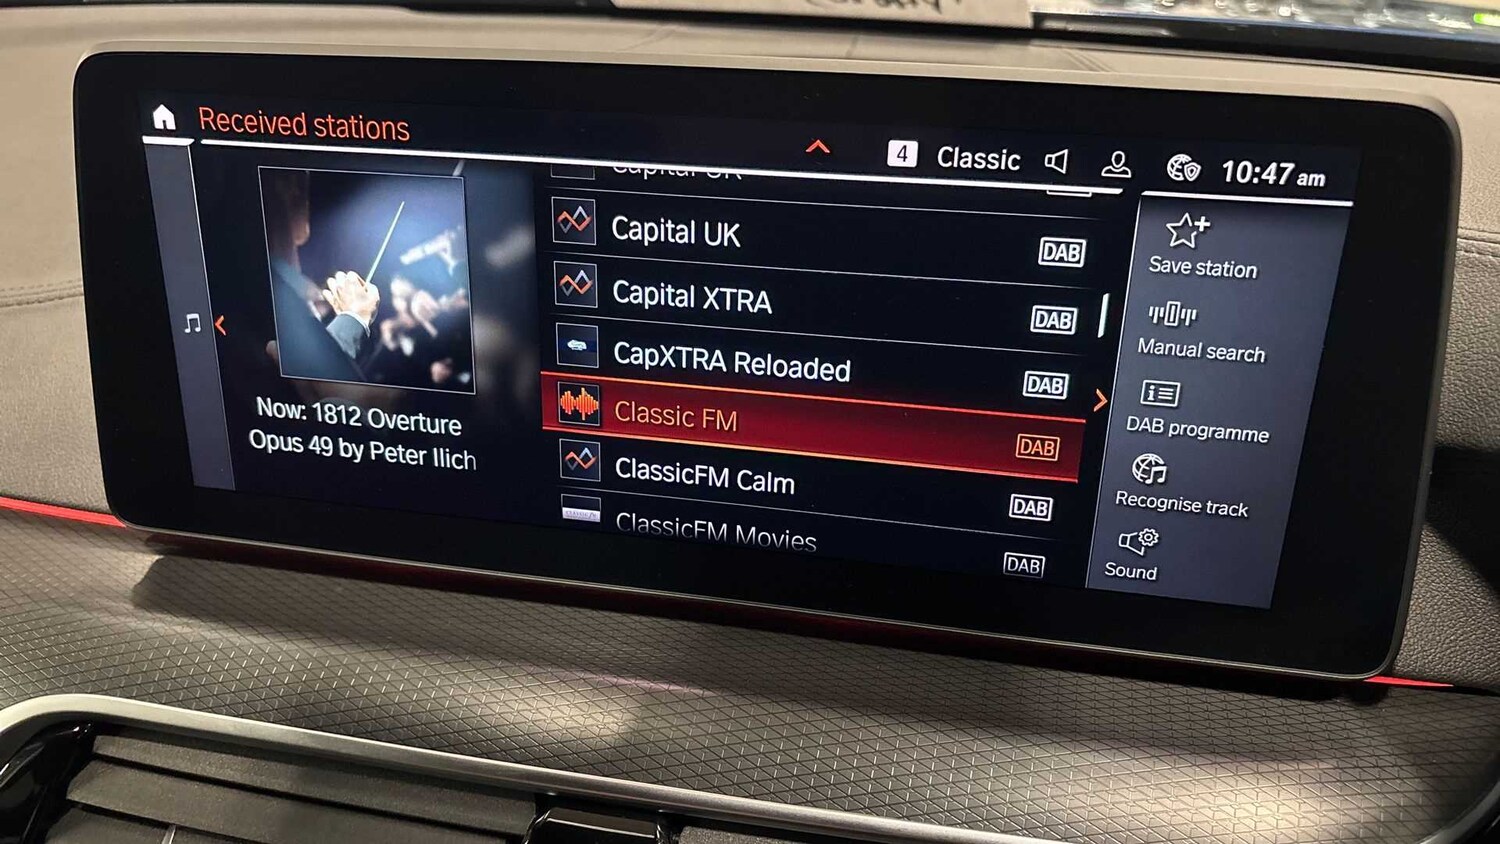 Received stations
4 Classic
10:47 am
Capital UK
Capital UK
DAB
Capital XTRA
DAB
CapXTRA Reloaded
DAB
Classic FM
DAB
ClassicFM Calm
DAB
ClassicFM Movies
DAB
Now: 1812 Overture
Opus 49 by Peter Ilich
Save station
Manual search
DAB programme
Recognise track
Sound